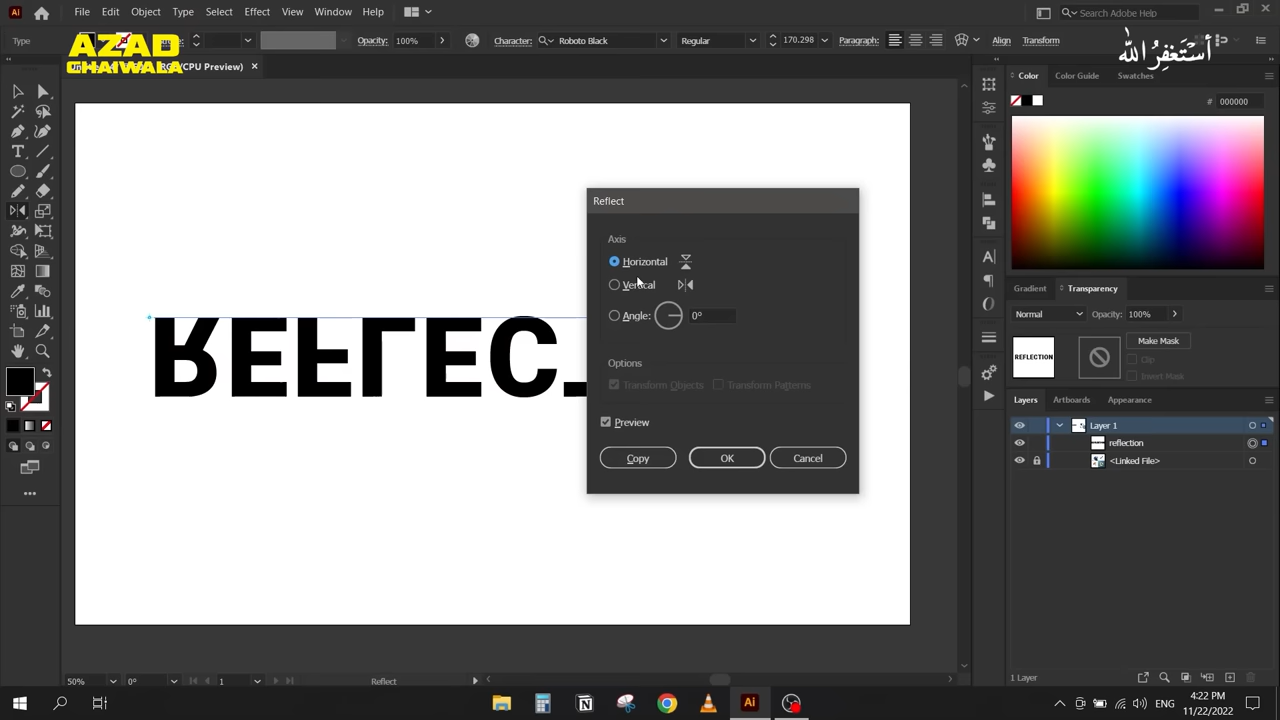 File Edit Object Type Select Effect View Window Help
Search Adobe Help
Type
Opacity: 100% Character: Roboto Black Regular 170.298 Paragraph: Align Transform
AZAD
GHAIWALA
أستغفر الله
CPU Preview)
Color Color Guide Swatches
# 000000
Reflect
Axis
Horizontal
Vertical
Angle: 0°
Options
Transform Objects Transform Patterns
Preview
Copy OK Cancel
REFLEC
Gradient Transparency
Normal Opacity: 100%
REFLECTION
Make Mask
Clip
Invert Mask
Layers Artboards Appearance
Layer 1
reflection
<Linked File>
1 Layer
50% 0° 1 Reflect
ENG
4:22 PM
11/22/2022